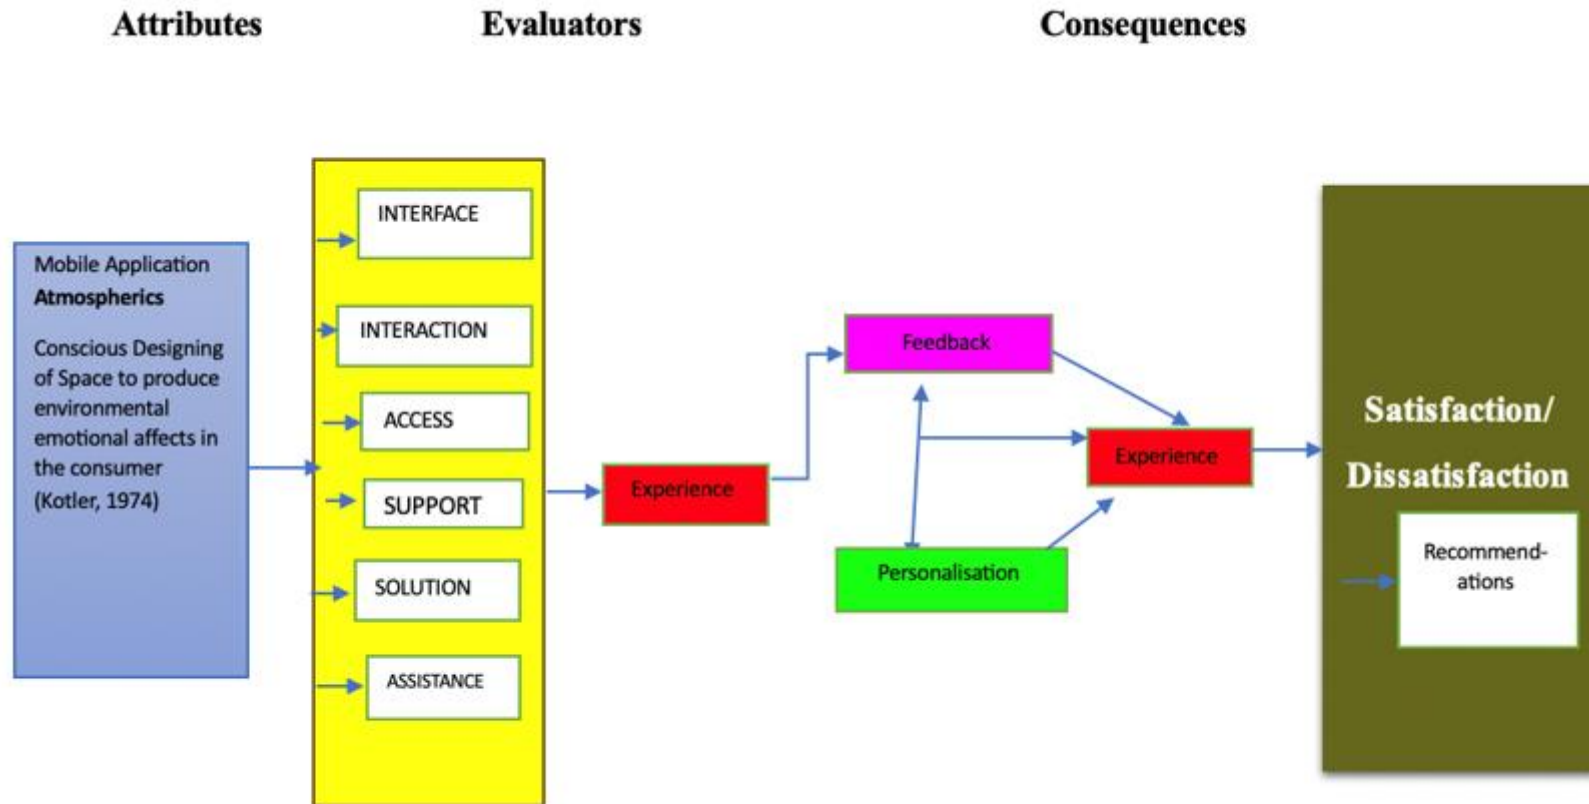 Attributes
Evaluators
Consequences
Mobile Application
Atmospherics
Conscious Designing
of Space to produce
environmental
emotional affects in
the consumer
(Kotler, 1974)
INTERFACE
INTERACTION
ACCESS
SUPPORT
SOLUTION
ASSISTANCE
Experience
Feedback
Personalisation
Experience
Satisfaction/
Dissatisfaction
Recommend-
ations